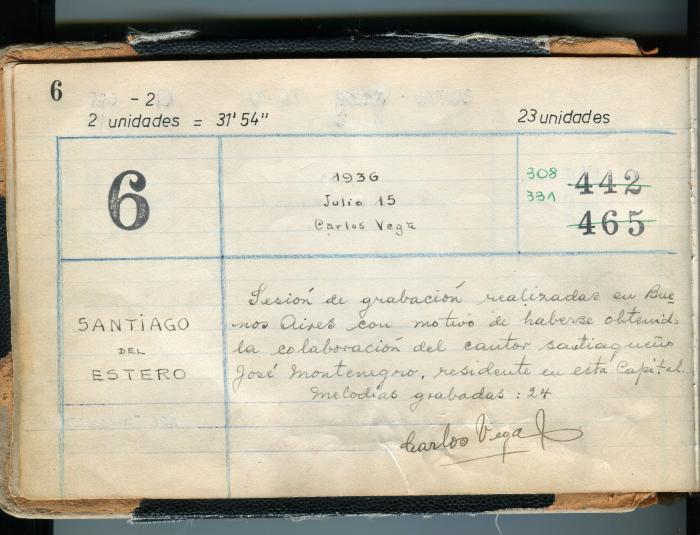 6
- 2
2 unidades = 31'54"
23 unidades
6
1936
Julio 15
Carlos Vega
308 442
331 465
SANTIAGO
DEL
ESTERO
Sesión de grabación realizadas en Bue
nos Aires con motivo de haberse obtenido
la colaboración del cantor santiagueño
José Montenegro, residente en esta Capital.
Melodías grabadas : 24
Carlos Vega